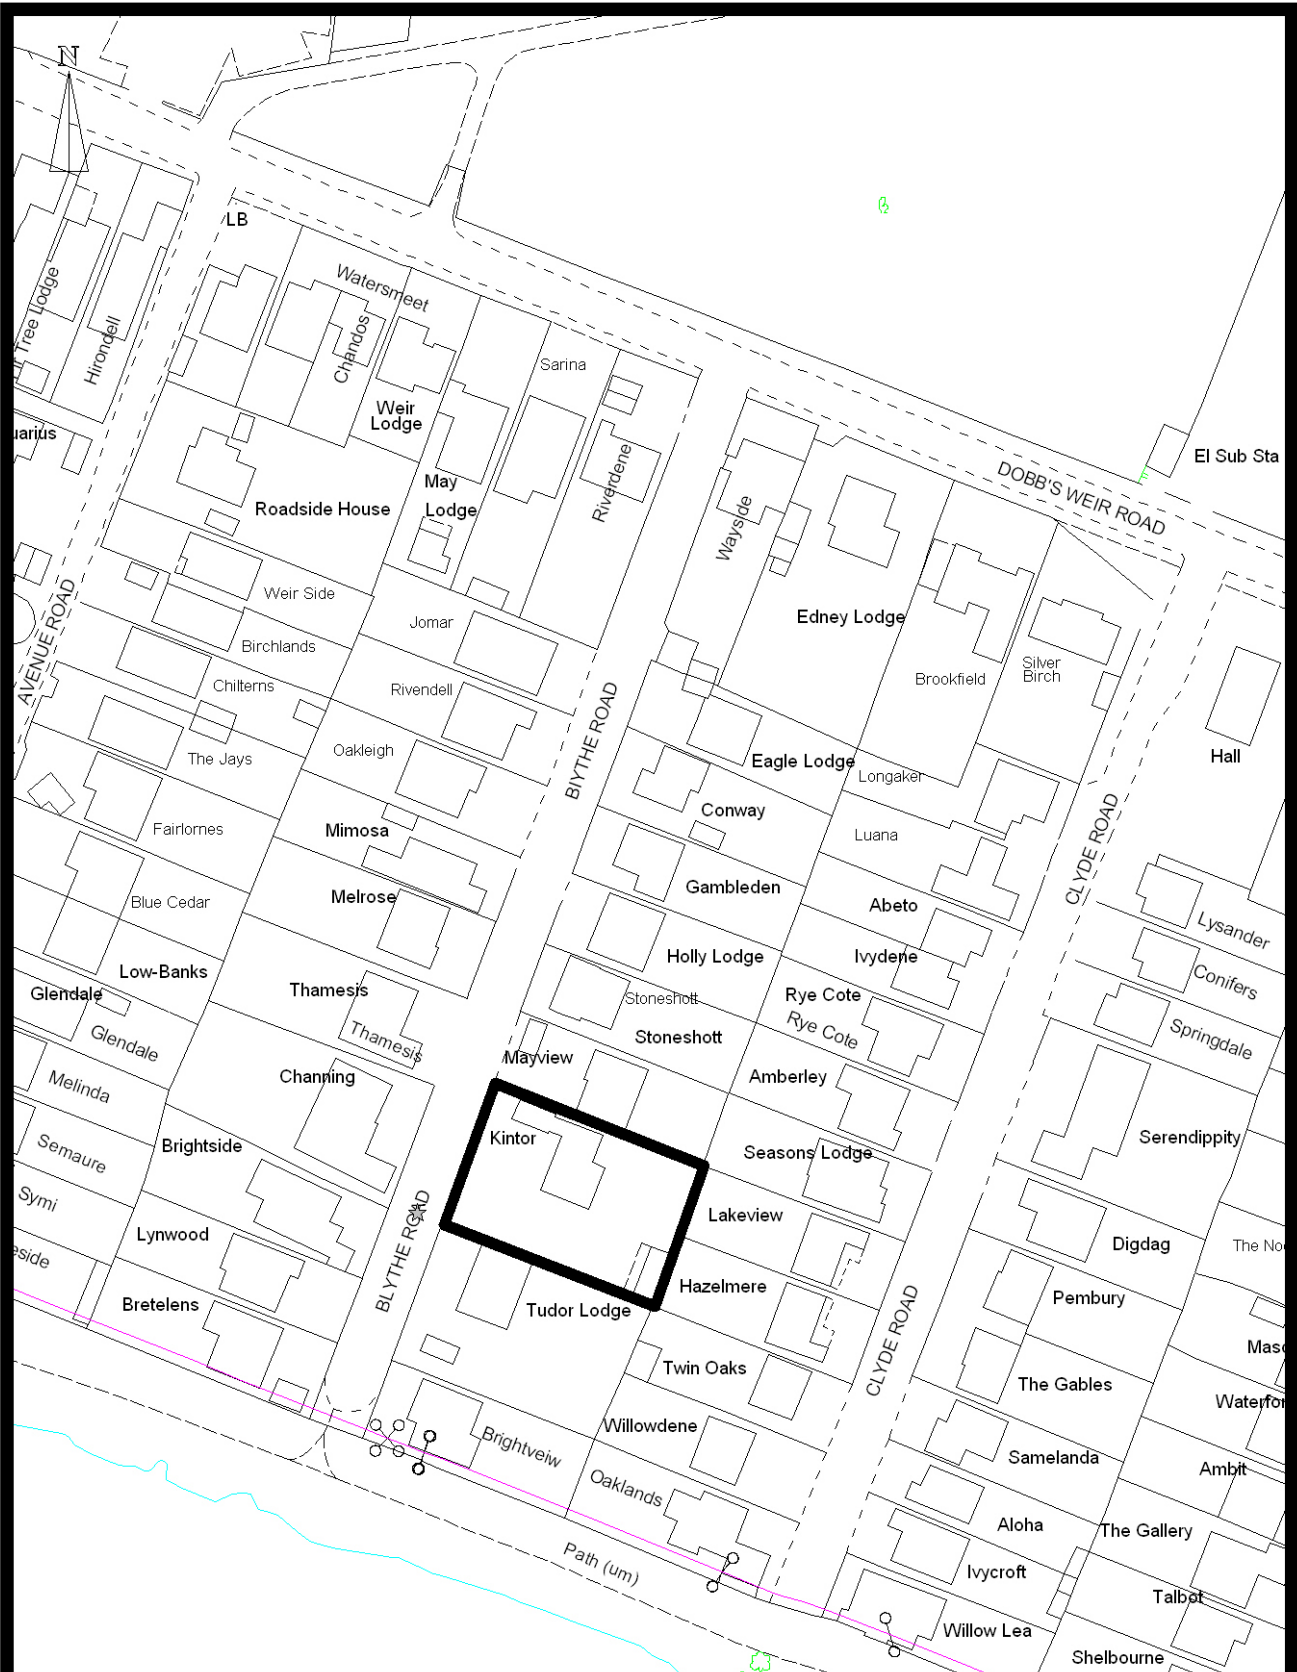 N
LB
Watersmeet
Chandos
Tree Lodge
Hirondell
Sarina
Weir
Lodge
uarius
El Sub Sta
DOBB'S WEIR ROAD
May
Lodge
Riverdene
Roadside House
Wayside
Weir Side
Edney Lodge
Jomar
AVENUE ROAD
Birchlands
Silver
Birch
Brookfield
Chilterns
Rivendell
BIYTHE ROAD
Oakleigh
The Jays
Eagle Lodge
Hall
Longaker
Conway
Fairlornes
Mimosa
Luana
CLYDE ROAD
Gambleden
Melrose
Blue Cedar
Abeto
Lysander
Holly Lodge
Ivydene
Low-Banks
Conifers
Glendale
Thamesis
Stoneshott
Rye Cote
Rye Cote
Glendale
Thamesis
Stoneshott
Springdale
Mayview
Channing
Amberley
Melinda
Kintor
Serendippity
Brightside
Semaure
Seasons Lodge
Symi
Lakeview
Lynwood
BLYTHE ROAD
Digdag
The No
eside
Hazelmere
Pembury
Bretelens
Tudor Lodge
CLYDE ROAD
Maso
Twin Oaks
The Gables
Waterfor
Willowdene
Brightveiw
Samelanda
Ambit
Oaklands
Aloha
The Gallery
Path (um)
Ivycroft
Talbot
Willow Lea
Shelbourne